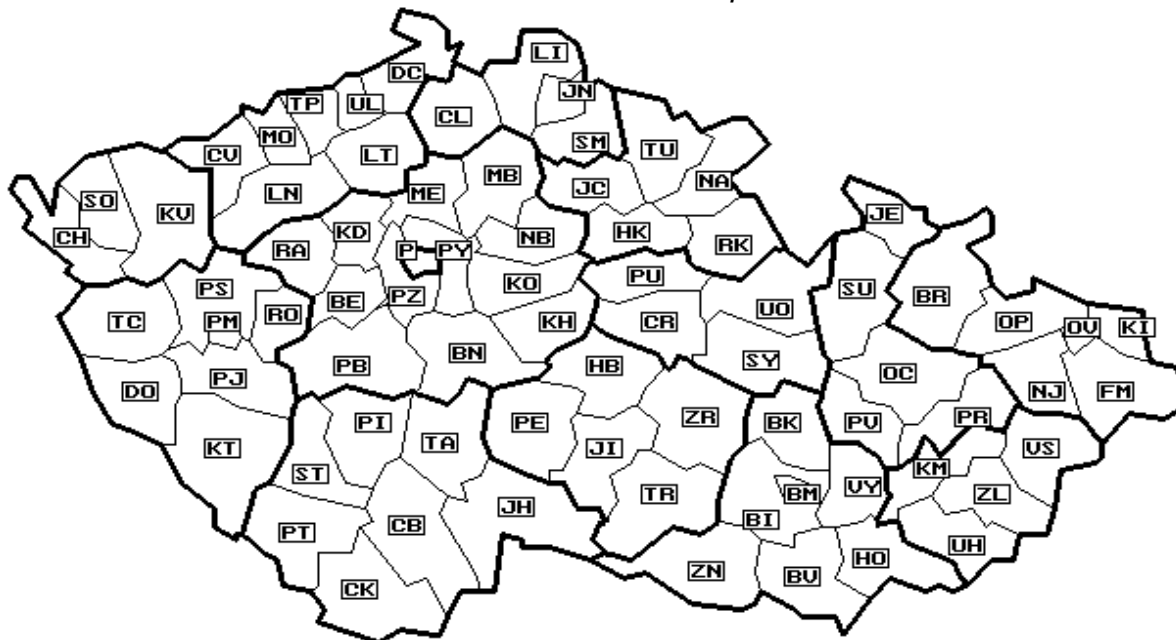 LI
DC
JN
TP
UL
CL
MO
SM
CV
LT
TU
MB
NA
LN
ME
JC
SO
KV
JE
KD
HK
CH
NB
RK
RA
P
PY
PS
KO
PU
SU
BR
BE
PZ
UO
TC
PM
RO
KH
CR
OP
OV
KI
BN
PB
HB
SY
OC
DO
PJ
NJ
FM
PI
PE
ZR
BK
PV
PR
KT
TA
JI
VS
ST
KM
TR
BM
VY
ZL
JH
PT
CB
BI
UH
HO
ZN
BV
CK